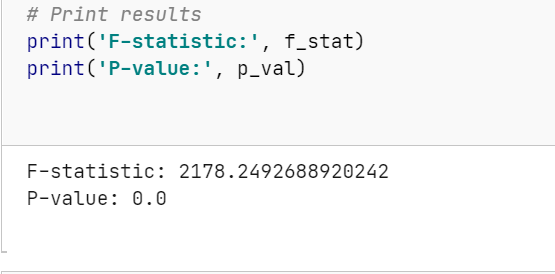 # Print results
print('F-statistic:', f_stat)
print('P-value:', p_val)
F-statistic: 2178.2492688920242
P-value: 0.0